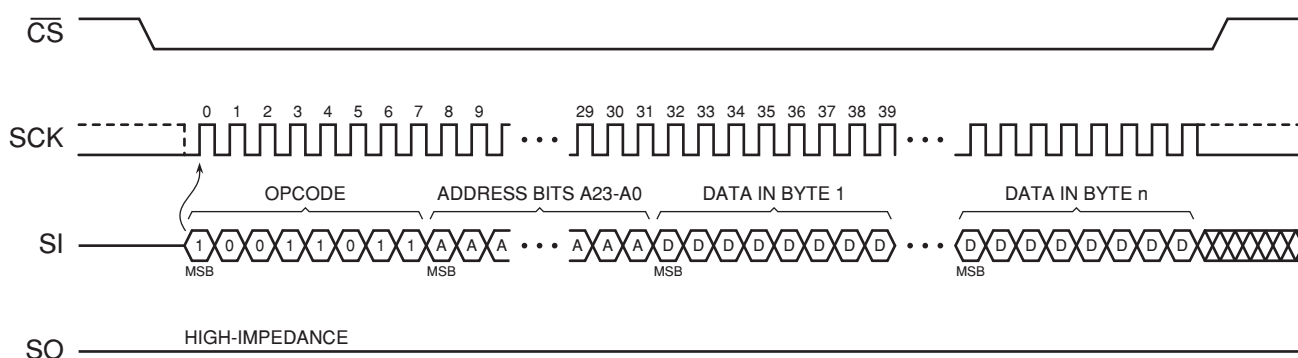 CS
0 1 2 3 4 5 6 7 8 9 29 30 31 32 33 34 35 36 37 38 39
SCK
OPCODE ADDRESS BITS A23-A0 DATA IN BYTE 1 DATA IN BYTE n
SI 1 0 0 1 1 0 1 1 A A A A A A D D D D D D D D D D D D D D D D
MSB MSB MSB MSB
HIGH-IMPEDANCE
SO